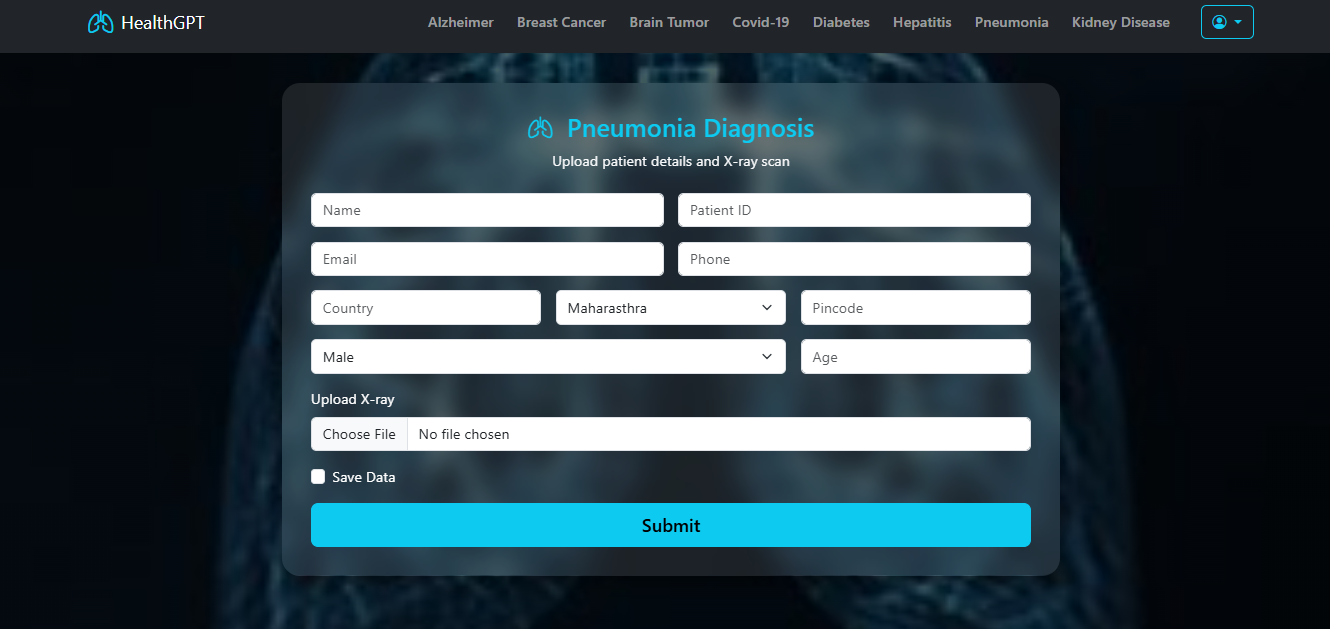 HealthGPT Alzheimer Breast Cancer Brain Tumor Covid-19 Diabetes Hepatitis Pneumonia Kidney Disease
Pneumonia Diagnosis
Upload patient details and X-ray scan
Name Patient ID
Email Phone
Country Maharasthra Pincode
Male Age
Upload X-ray
Choose File No file chosen
Save Data
Submit